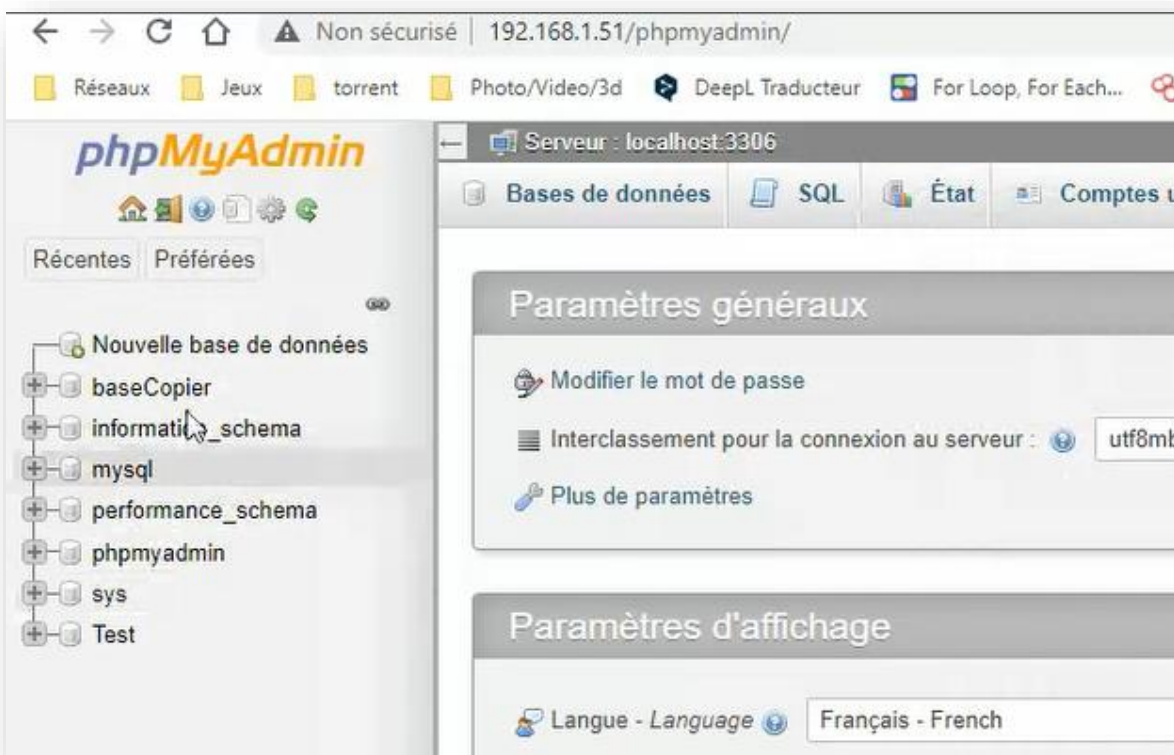 Non sécurisé | 192.168.1.51/phpmyadmin/
Réseaux Jeux torrent Photo/Video/3d DeepL Traducteur For Loop, For Each...
phpMyAdmin
Récentes Préférées
Nouvelle base de données
baseCopier
information_schema
mysql
performance_schema
phpmyadmin
sys
Test
Serveur : localhost:3306
Bases de données SQL État Comptes u
Paramètres généraux
Modifier le mot de passe
Interclassement pour la connexion au serveur : utf8mb
Plus de paramètres
Paramètres d'affichage
Langue - Language Français - French